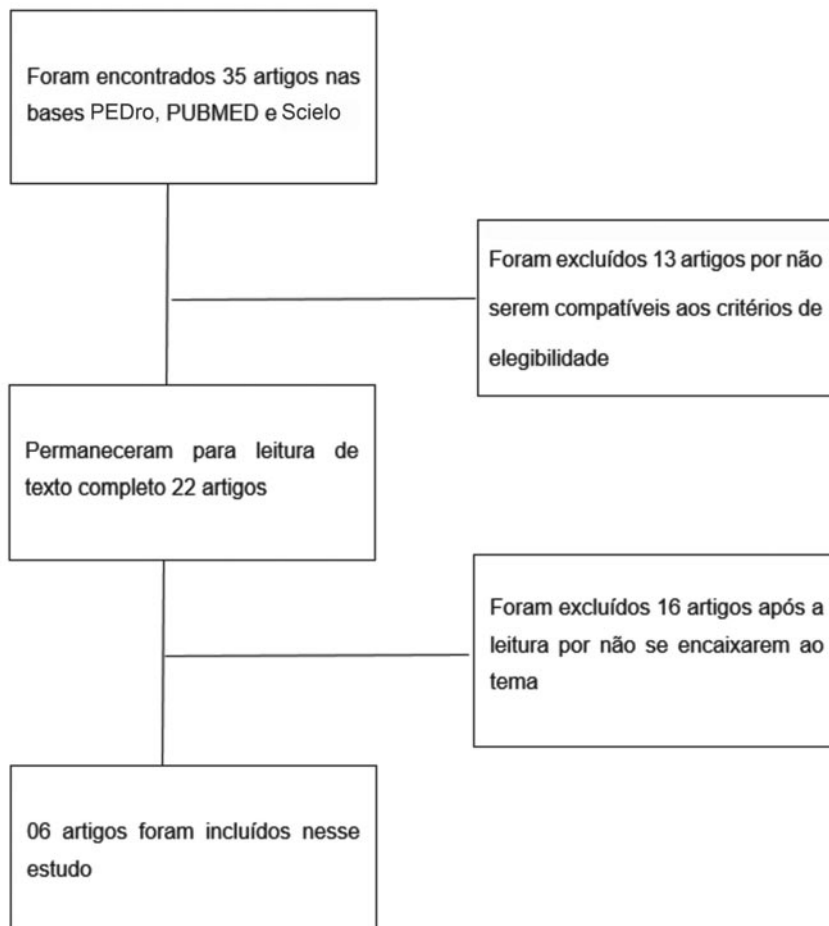 Foram encontrados 35 artigos nas
bases PEDro, PUBMED e Scielo
Foram excluídos 13 artigos por não
serem compatíveis aos critérios de
elegibilidade
Permaneceram para leitura de
texto completo 22 artigos
Foram excluídos 16 artigos após a
leitura por não se encaixarem ao
tema
06 artigos foram incluídos nesse
estudo